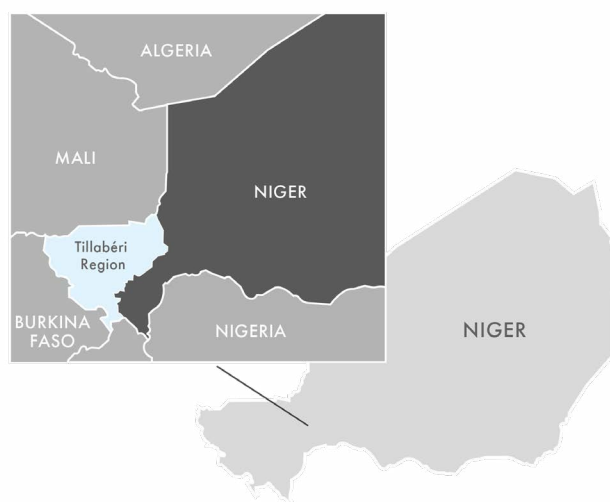 ALGERIA
MALI
NIGER
Tillabéri
Region
BURKINA
FASO
NIGERIA
NIGER